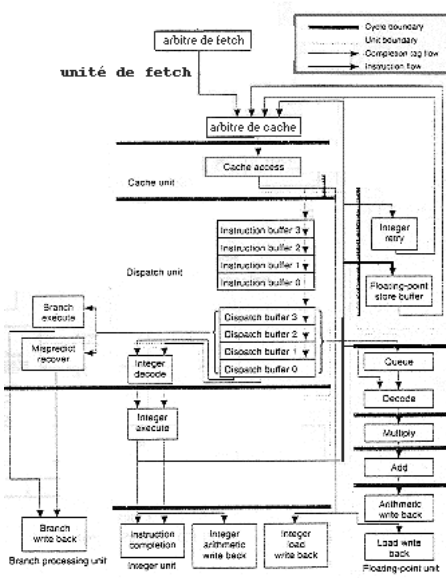 arbitre de fetch
Cycle boundary
Unit boundary
Completion tag flow
Instruction flow
unité de fetch
arbitre de cache
Cache access
Cache unit
Instruction buffer 3
Instruction buffer 2
Instruction buffer 1
Instruction buffer 0
Integer
retry
Dispatch unit
Floating-point
store buffer
Branch
execute
Dispatch buffer 3
Dispatch buffer 2
Dispatch buffer 1
Dispatch buffer 0
Mispredict
recover
Integer
decode
Queue
Decode
Integer
execute
Multiply
Add
Arithmetic
write back
Branch
write back
Instruction
completion
Integer
arithmetic
write back
Integer
load
write back
Load write
back
Branch processing unit
Integer unit
Floating-point unit